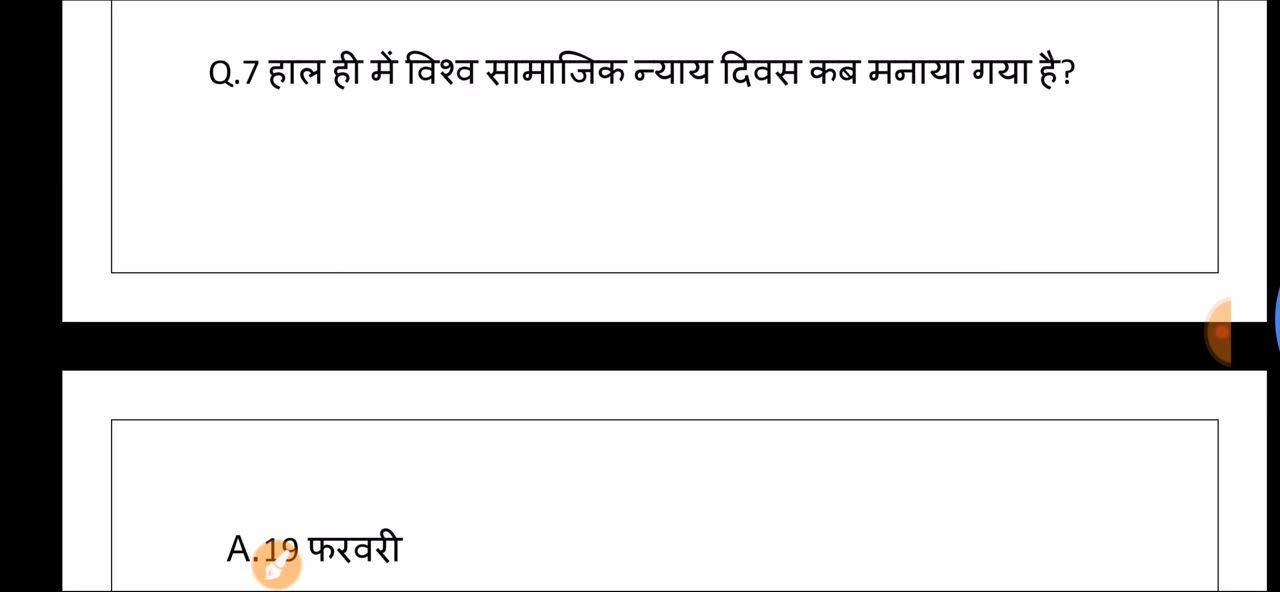 Q.7 हाल ही में विश्व सामाजिक न्याय दिवस कब मनाया गया है?
A.19 फरवरी